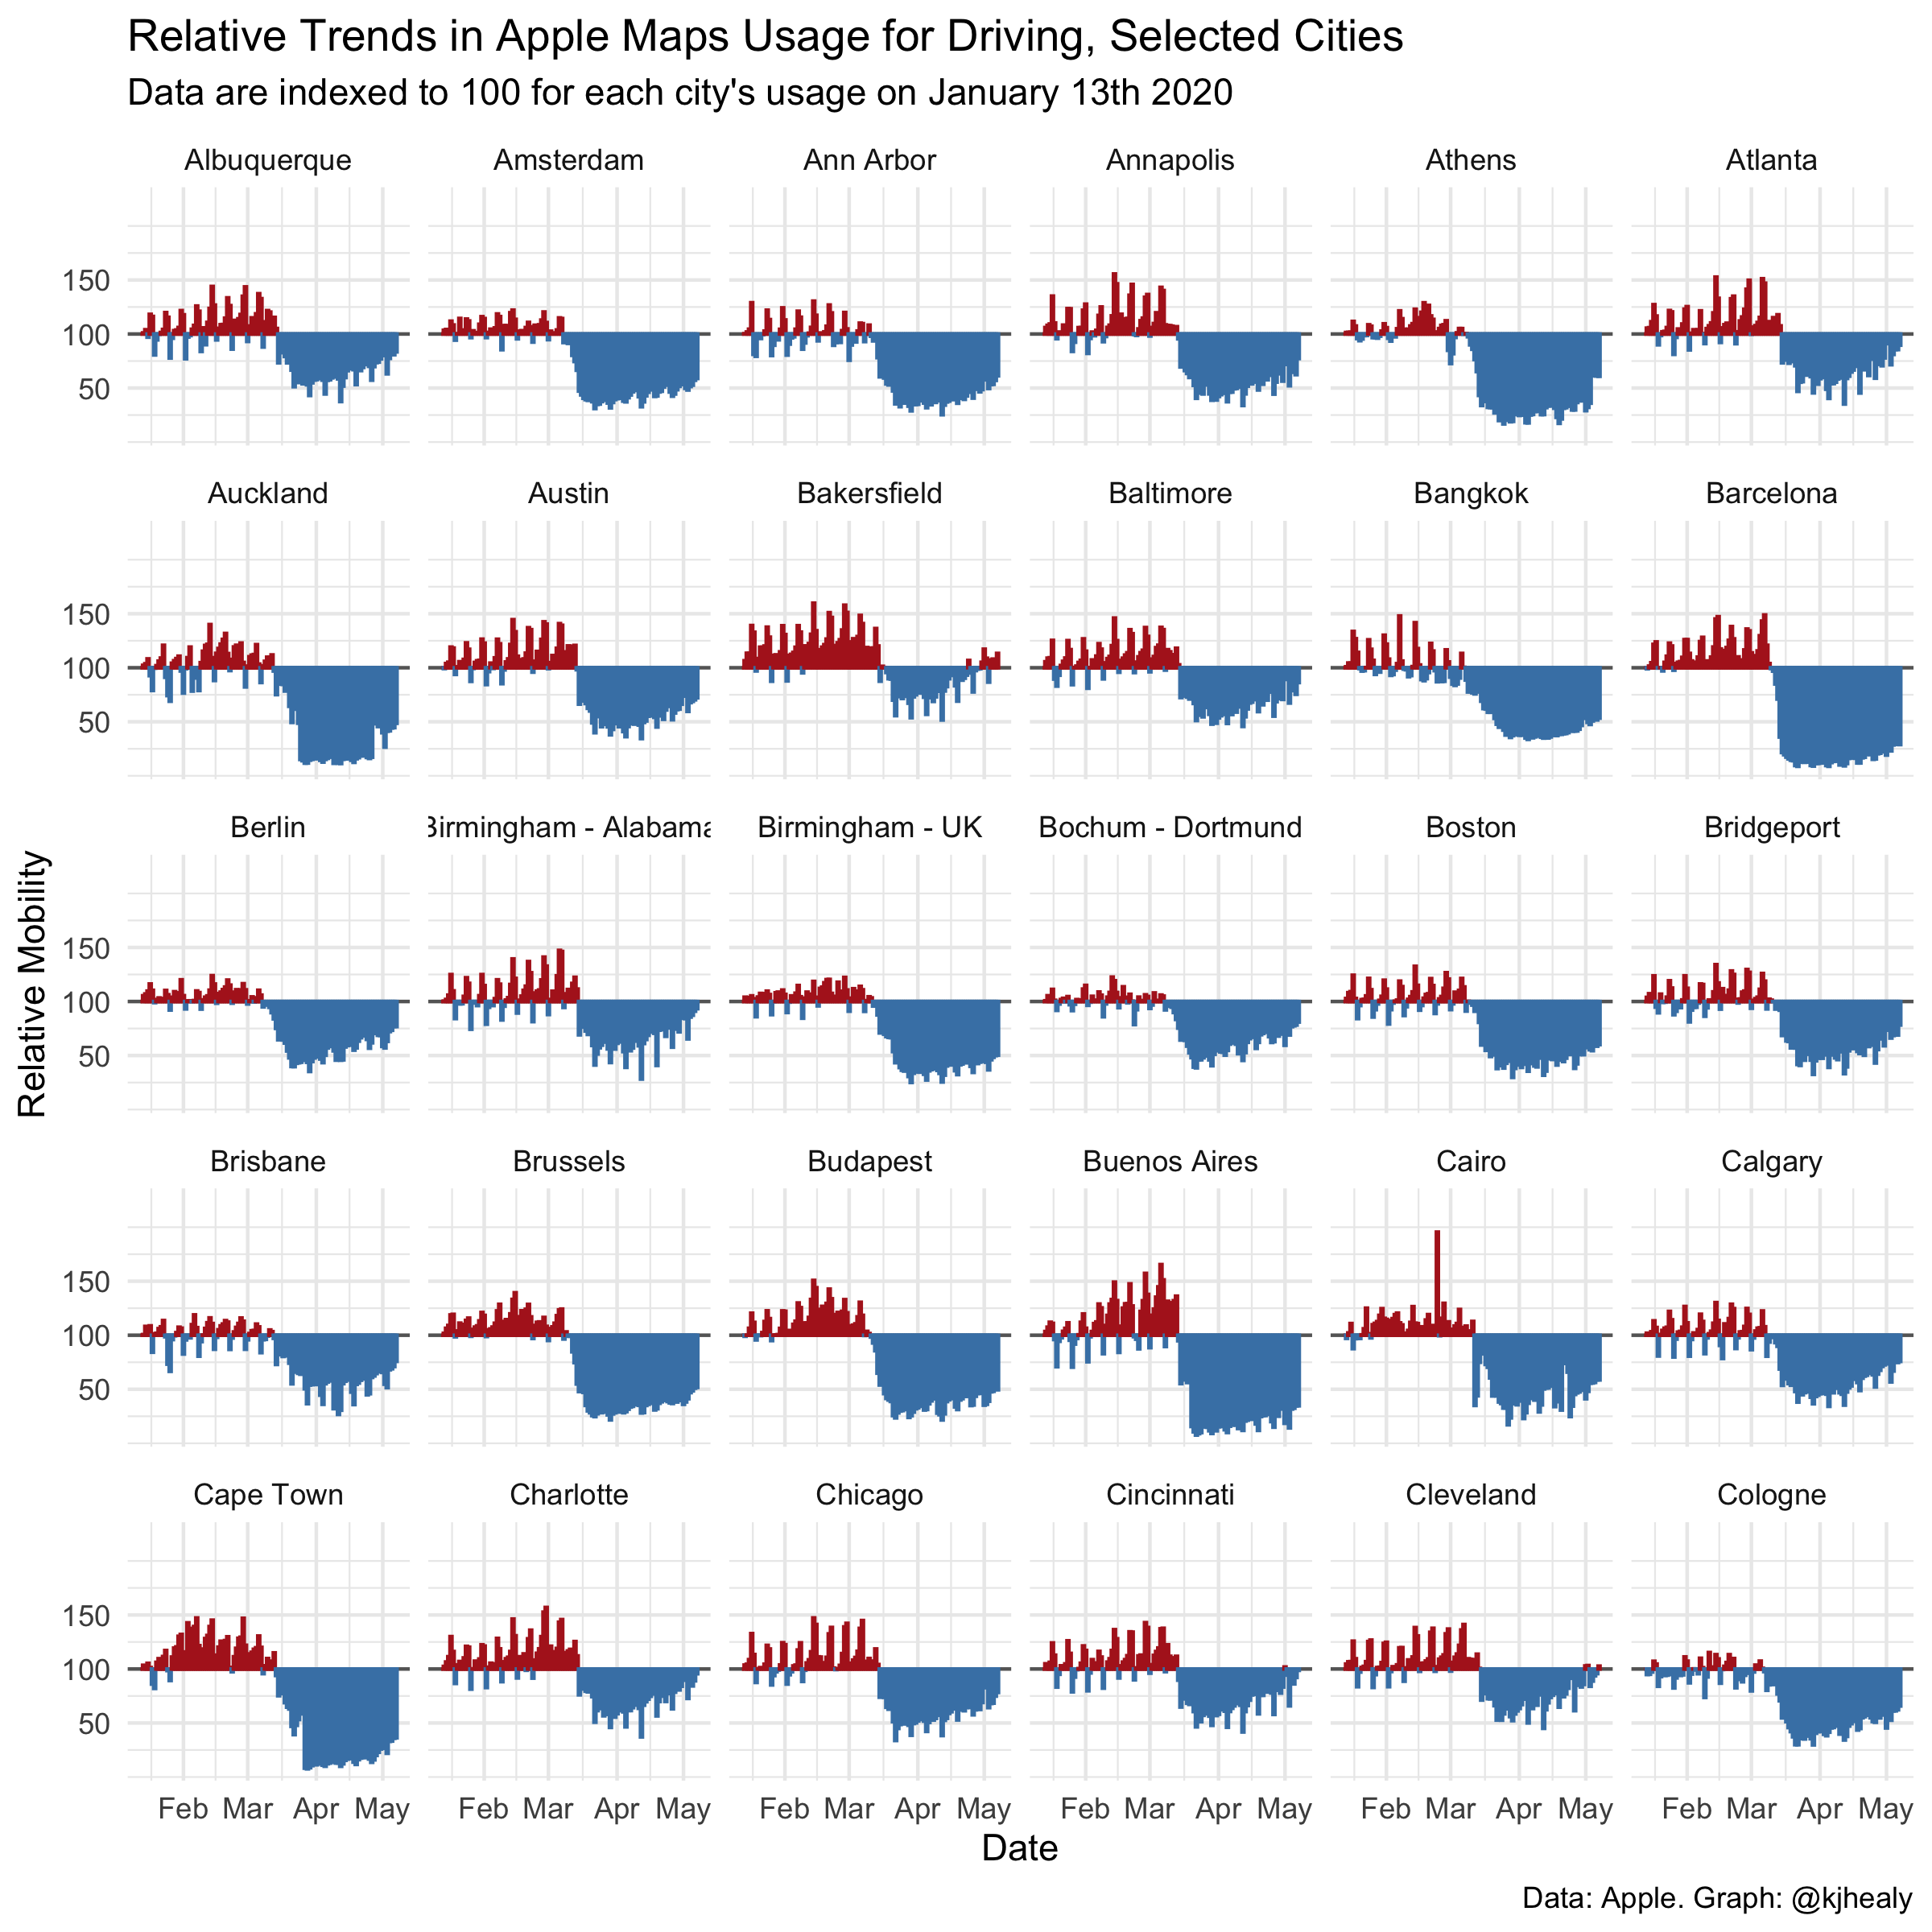 Relative Trends in Apple Maps Usage for Driving, Selected Cities
Data are indexed to 100 for each city's usage on January 13th 2020
Albuquerque Amsterdam Ann Arbor Annapolis Athens Atlanta
150
100
50
Auckland Austin Bakersfield Baltimore Bangkok Barcelona
150
100
50
Berlin Birmingham - Alabama Birmingham - UK Bochum - Dortmund Boston Bridgeport
150
100
50
Relative Mobility
Brisbane Brussels Budapest Buenos Aires Cairo Calgary
150
100
50
Cape Town Charlotte Chicago Cincinnati Cleveland Cologne
150
100
50
Feb Mar Apr May Feb Mar Apr May Feb Mar Apr May Feb Mar Apr May Feb Mar Apr May Feb Mar Apr May
Date
Data: Apple. Graph: @kjhealy